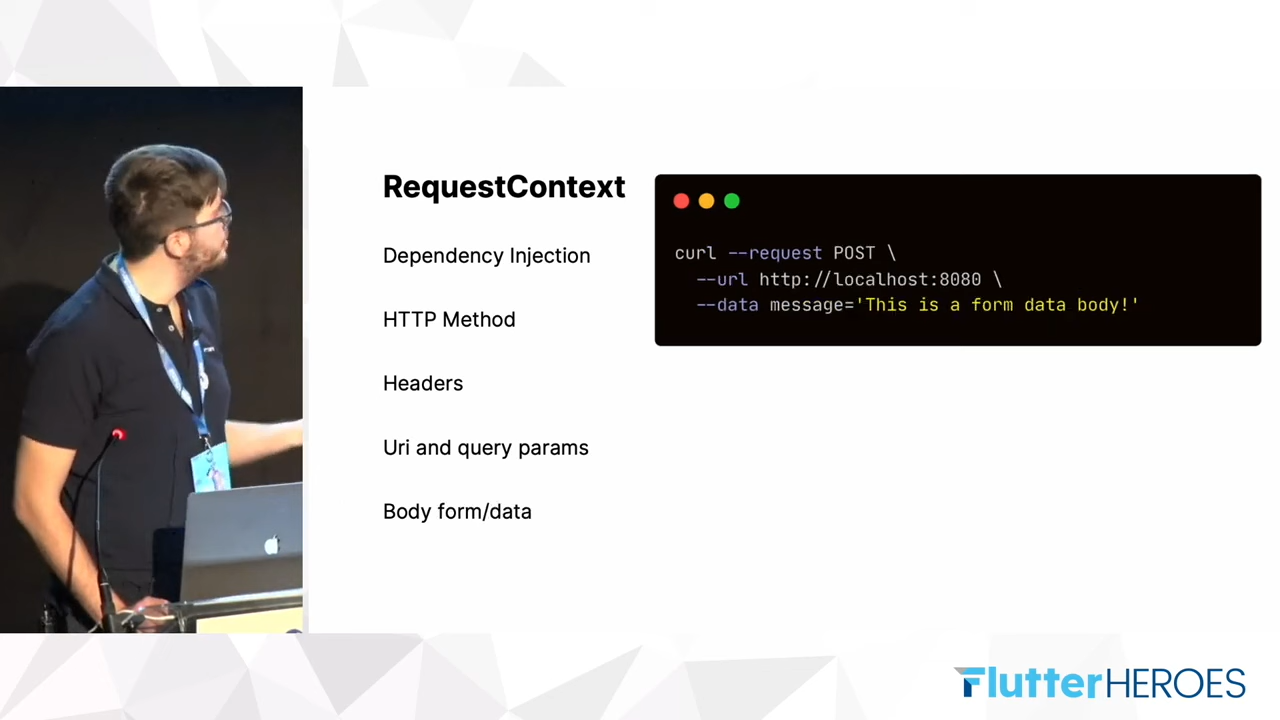 RequestContext
Dependency Injection
HTTP Method
Headers
Uri and query params
Body form/data
curl --request POST \
--url http://localhost:8080 \
--data message='This is a form data body!'
FlutterHEROES